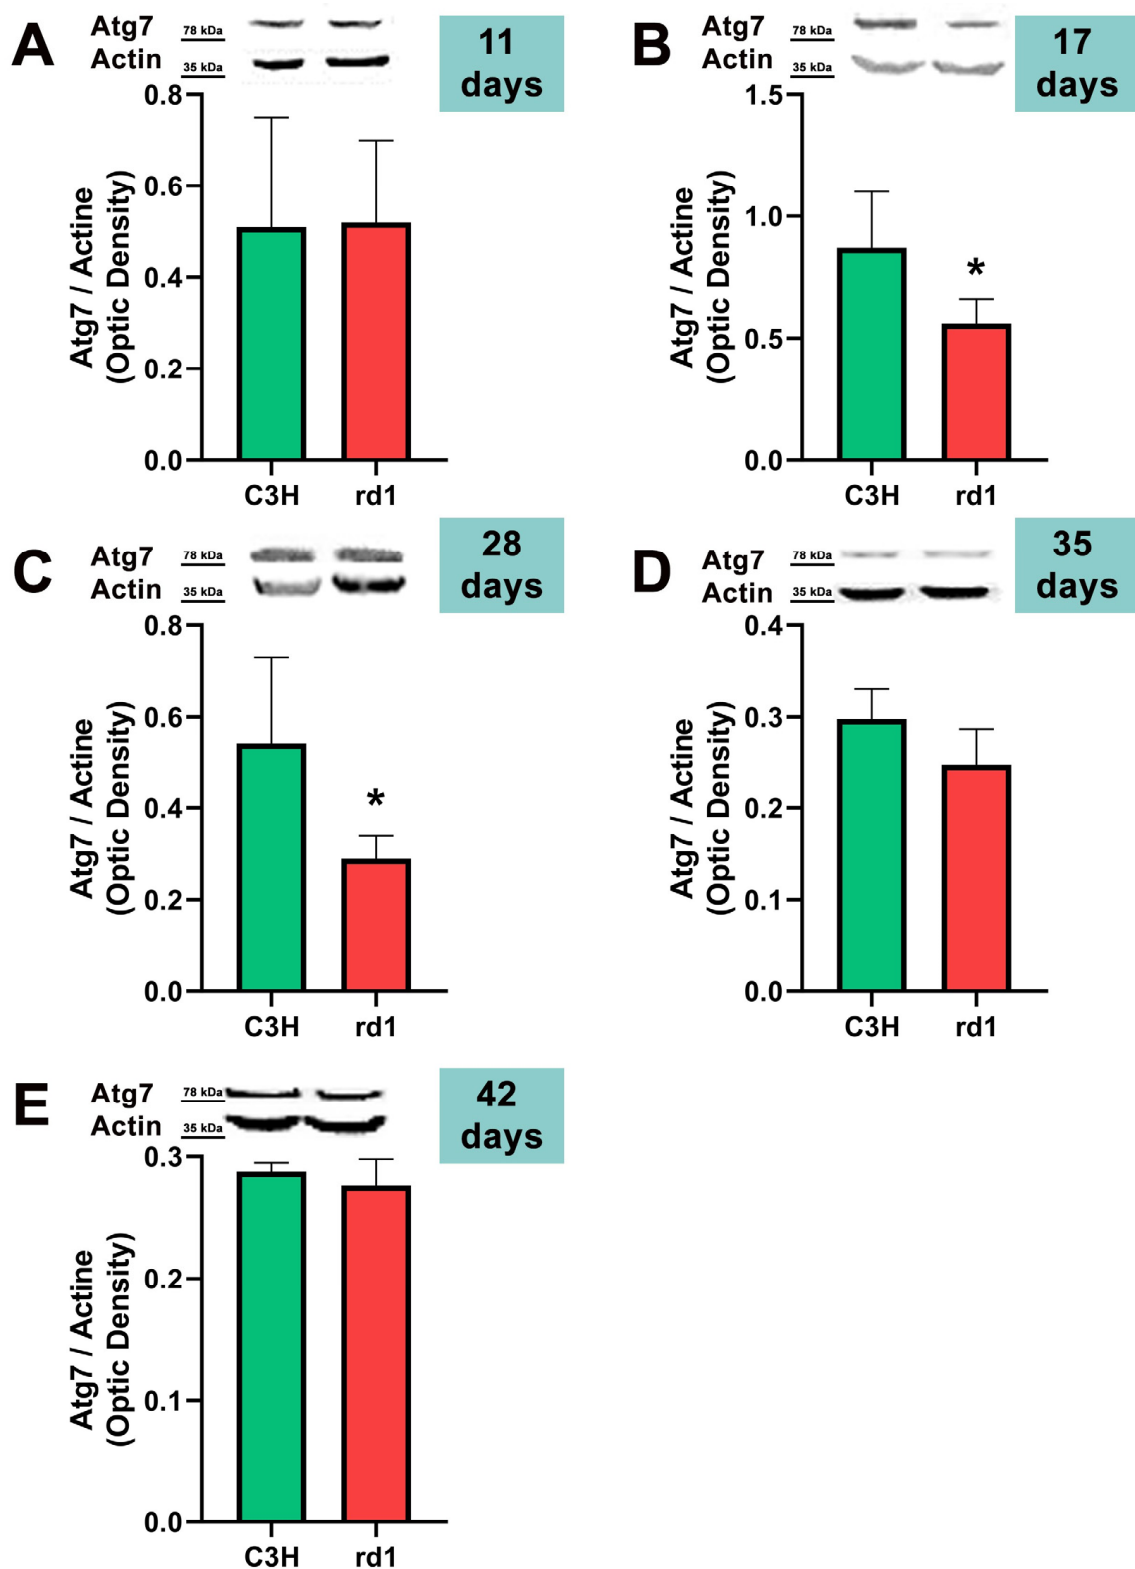 A
Atg7 78 kDa
Actin 35 kDa
11
days
0.8
0.6
0.4
0.2
0.0
Atg7 / Actine
(Optic Density)
C3H rd1
B
Atg7 78 kDa
Actin 35 kDa
17
days
1.5
1.0
0.5
0.0
Atg7 / Actine
(Optic Density)
*
C3H rd1
C
Atg7 78 kDa
Actin 35 kDa
28
days
0.8
0.6
0.4
0.2
0.0
Atg7 / Actine
(Optic Density)
*
C3H rd1
D
Atg7 78 kDa
Actin 35 kDa
35
days
0.4
0.3
0.2
0.1
0.0
Atg7 / Actine
(Optic Density)
C3H rd1
E
Atg7 78 kDa
Actin 35 kDa
42
days
0.3
0.2
0.1
0.0
Atg7 / Actine
(Optic Density)
C3H rd1